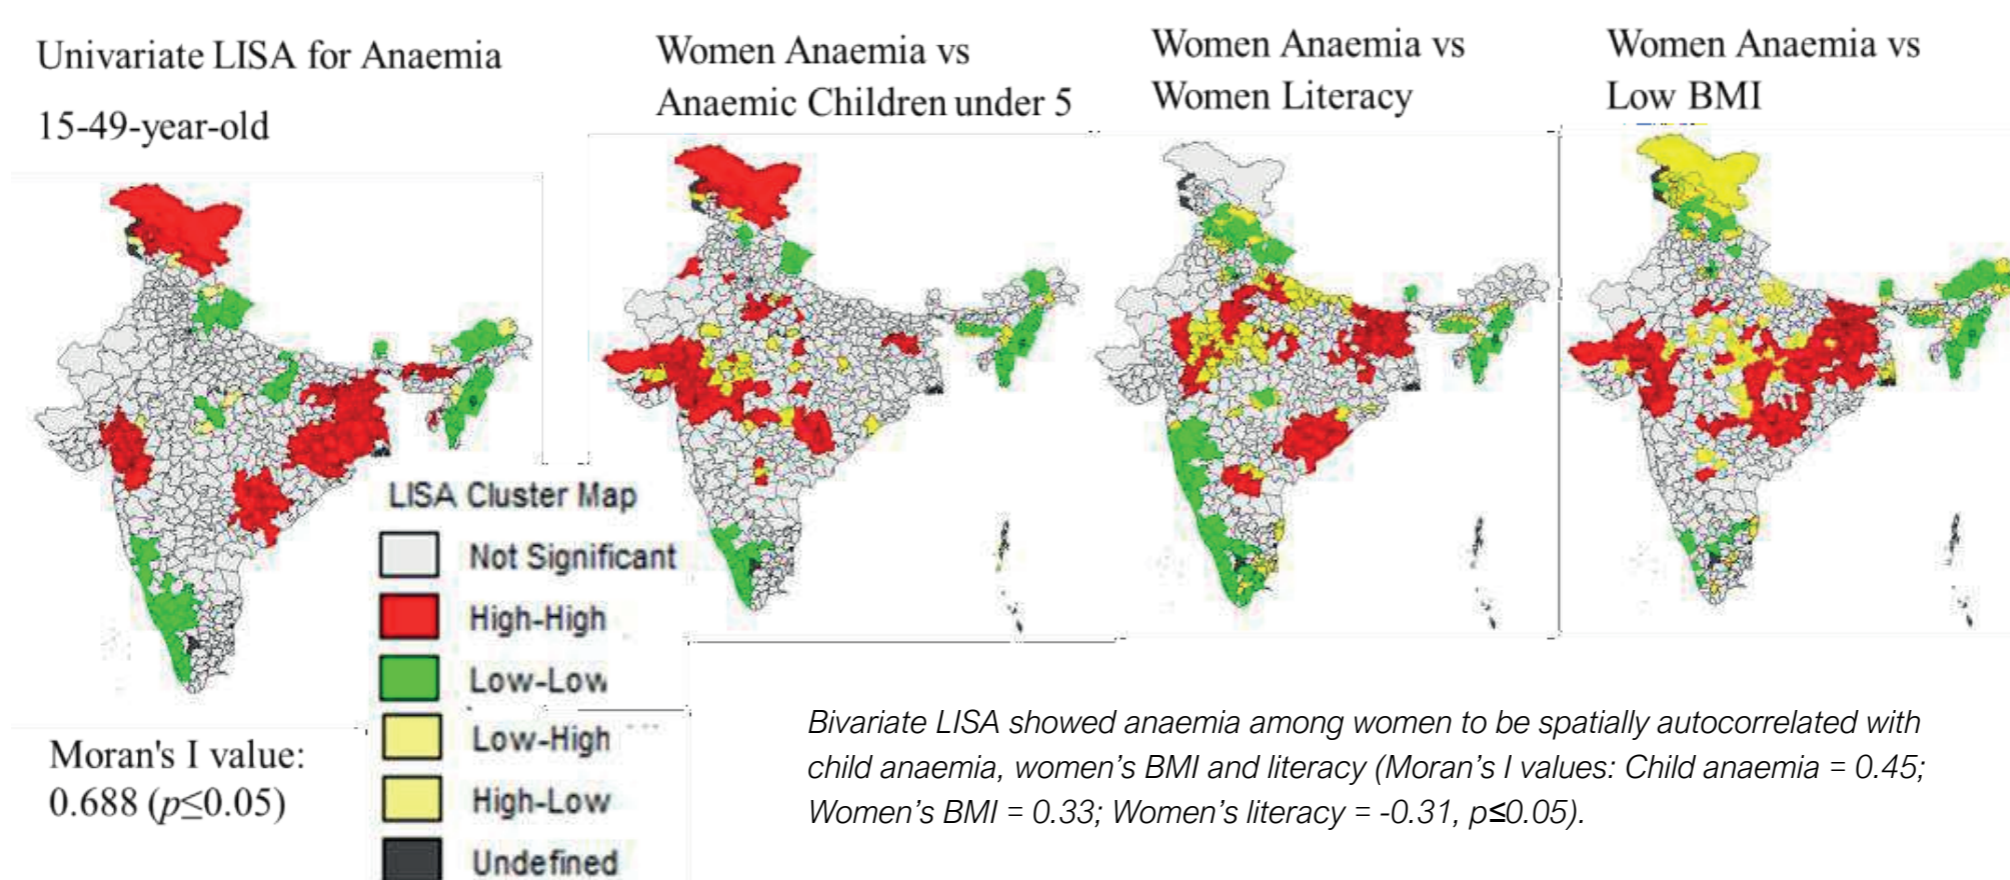 Univariate LISA for Anaemia
15-49-year-old
Women Anaemia vs
Anaemic Children under 5
Women Anaemia vs
Women Literacy
Women Anaemia vs
Low BMI
LISA Cluster Map
Not Significant
High-High
Low-Low
Low-High
High-Low
Undefined
Moran's I value:
0.688 (p≤0.05)
Bivariate LISA showed anaemia among women to be spatially autocorrelated with
child anaemia, women’s BMI and literacy (Moran’s I values: Child anaemia = 0.45;
Women’s BMI = 0.33; Women’s literacy = -0.31, p≤0.05).